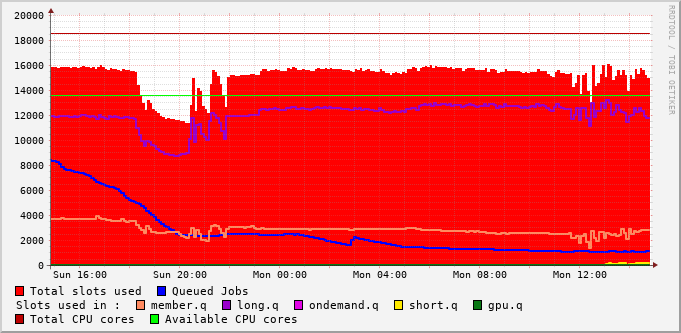 20000
18000
16000
14000
12000
10000
8000
6000
4000
2000
0
Sun 16:00 Sun 20:00 Mon 00:00 Mon 04:00 Mon 08:00 Mon 12:00
RRDTOOL / TOBI OETIKER
Total slots used Queued Jobs
Slots used in : member.q long.q ondemand.q short.q gpu.q
Total CPU cores Available CPU cores